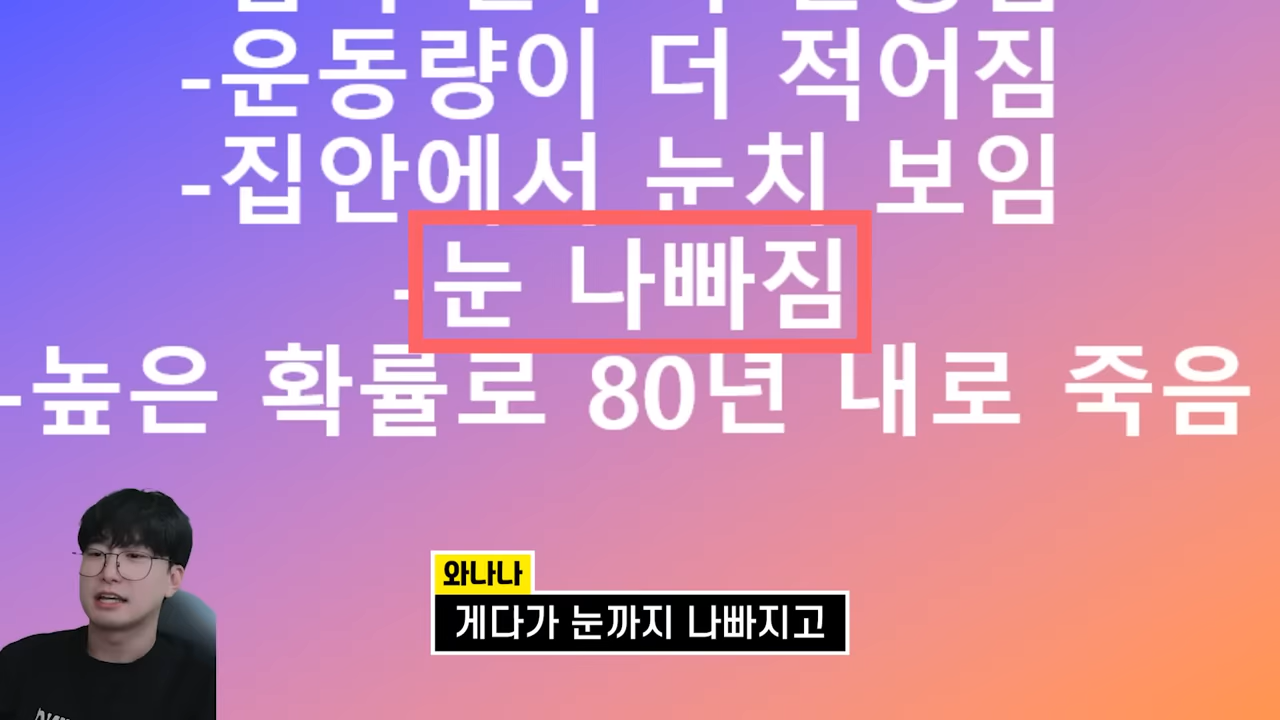 -운동량이 더 적어짐
-집안에서 눈치 보임
-눈 나빠짐
-높은 확률로 80년 내로 죽음
와나나
게다가 눈까지 나빠지고